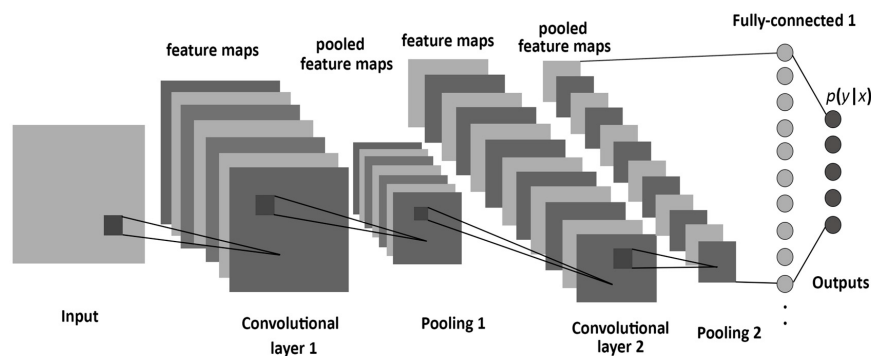 Fully-connected 1
pooled
feature maps
feature maps
pooled
feature maps
feature maps
p(y|x)
Input
Convolutional
layer 1
Pooling 1
Convolutional
layer 2
Pooling 2
Outputs